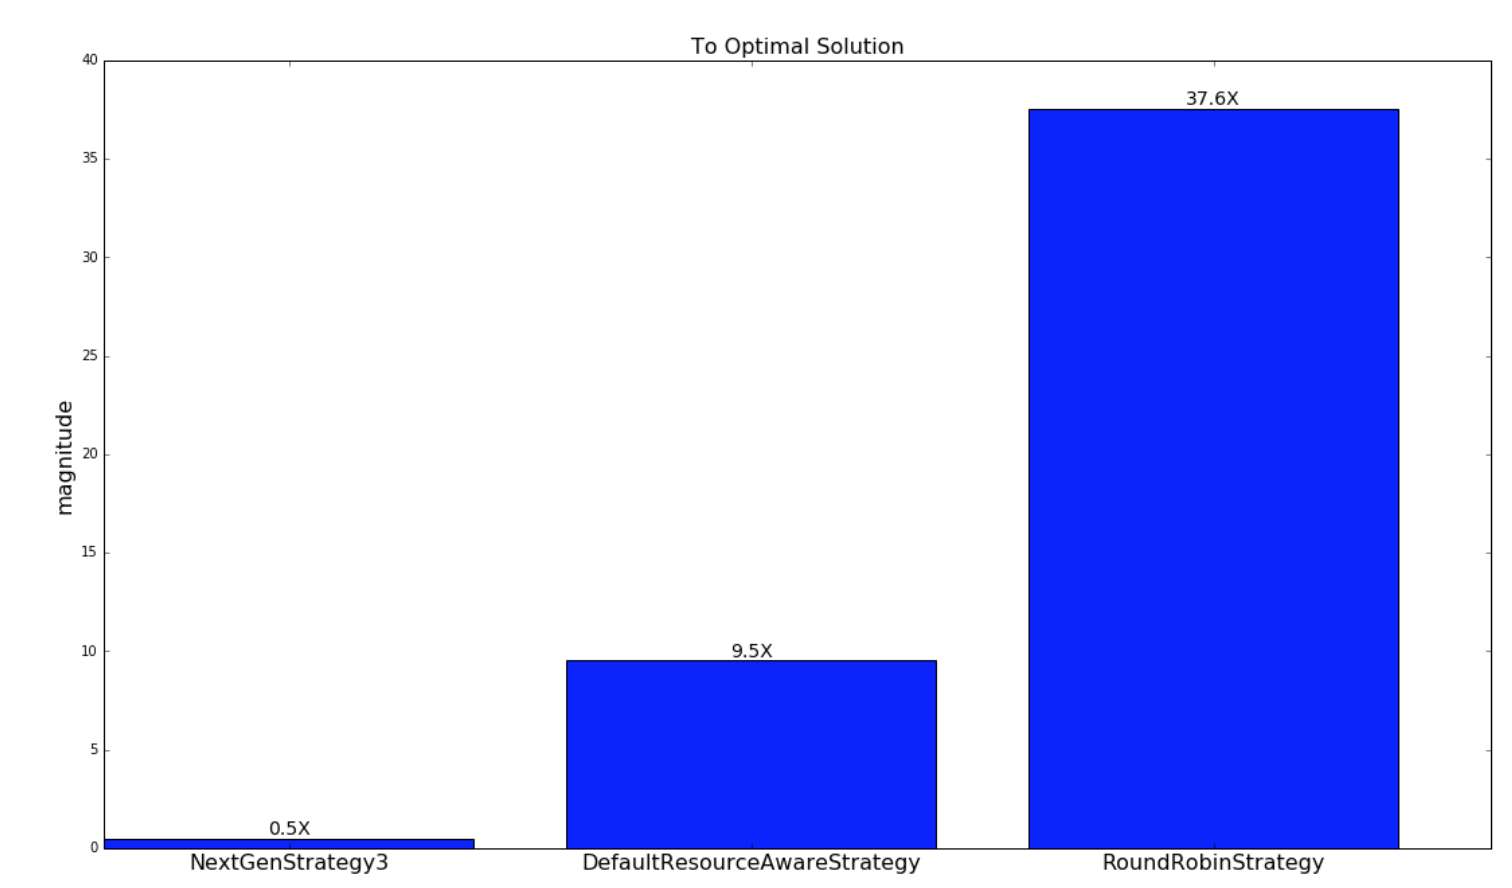 To Optimal Solution
40
35
30
25
20
15
10
5
0
magnitude
37.6X
9.5X
0.5X
NextGenStrategy3 DefaultResourceAwareStrategy RoundRobinStrategy